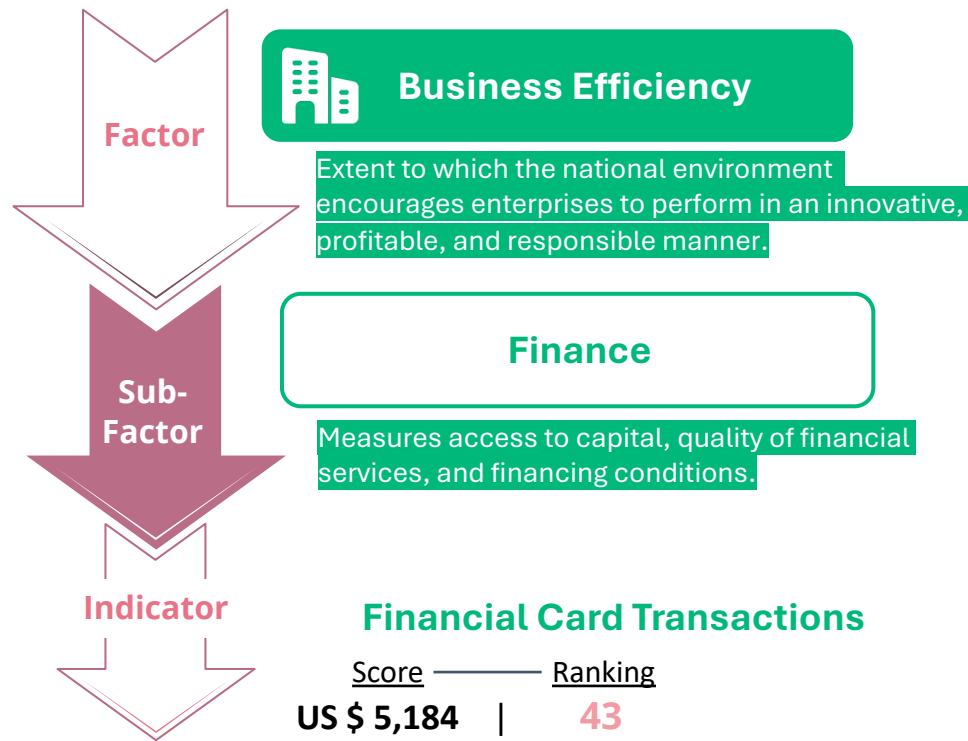 Factor
Business Efficiency
Extent to which the national environment
encourages enterprises to perform in an innovative,
profitable, and responsible manner.
Sub-
Factor
Finance
Measures access to capital, quality of financial
services, and financing conditions.
Indicator
Financial Card Transactions
Score Ranking
US $ 5,184 | 43